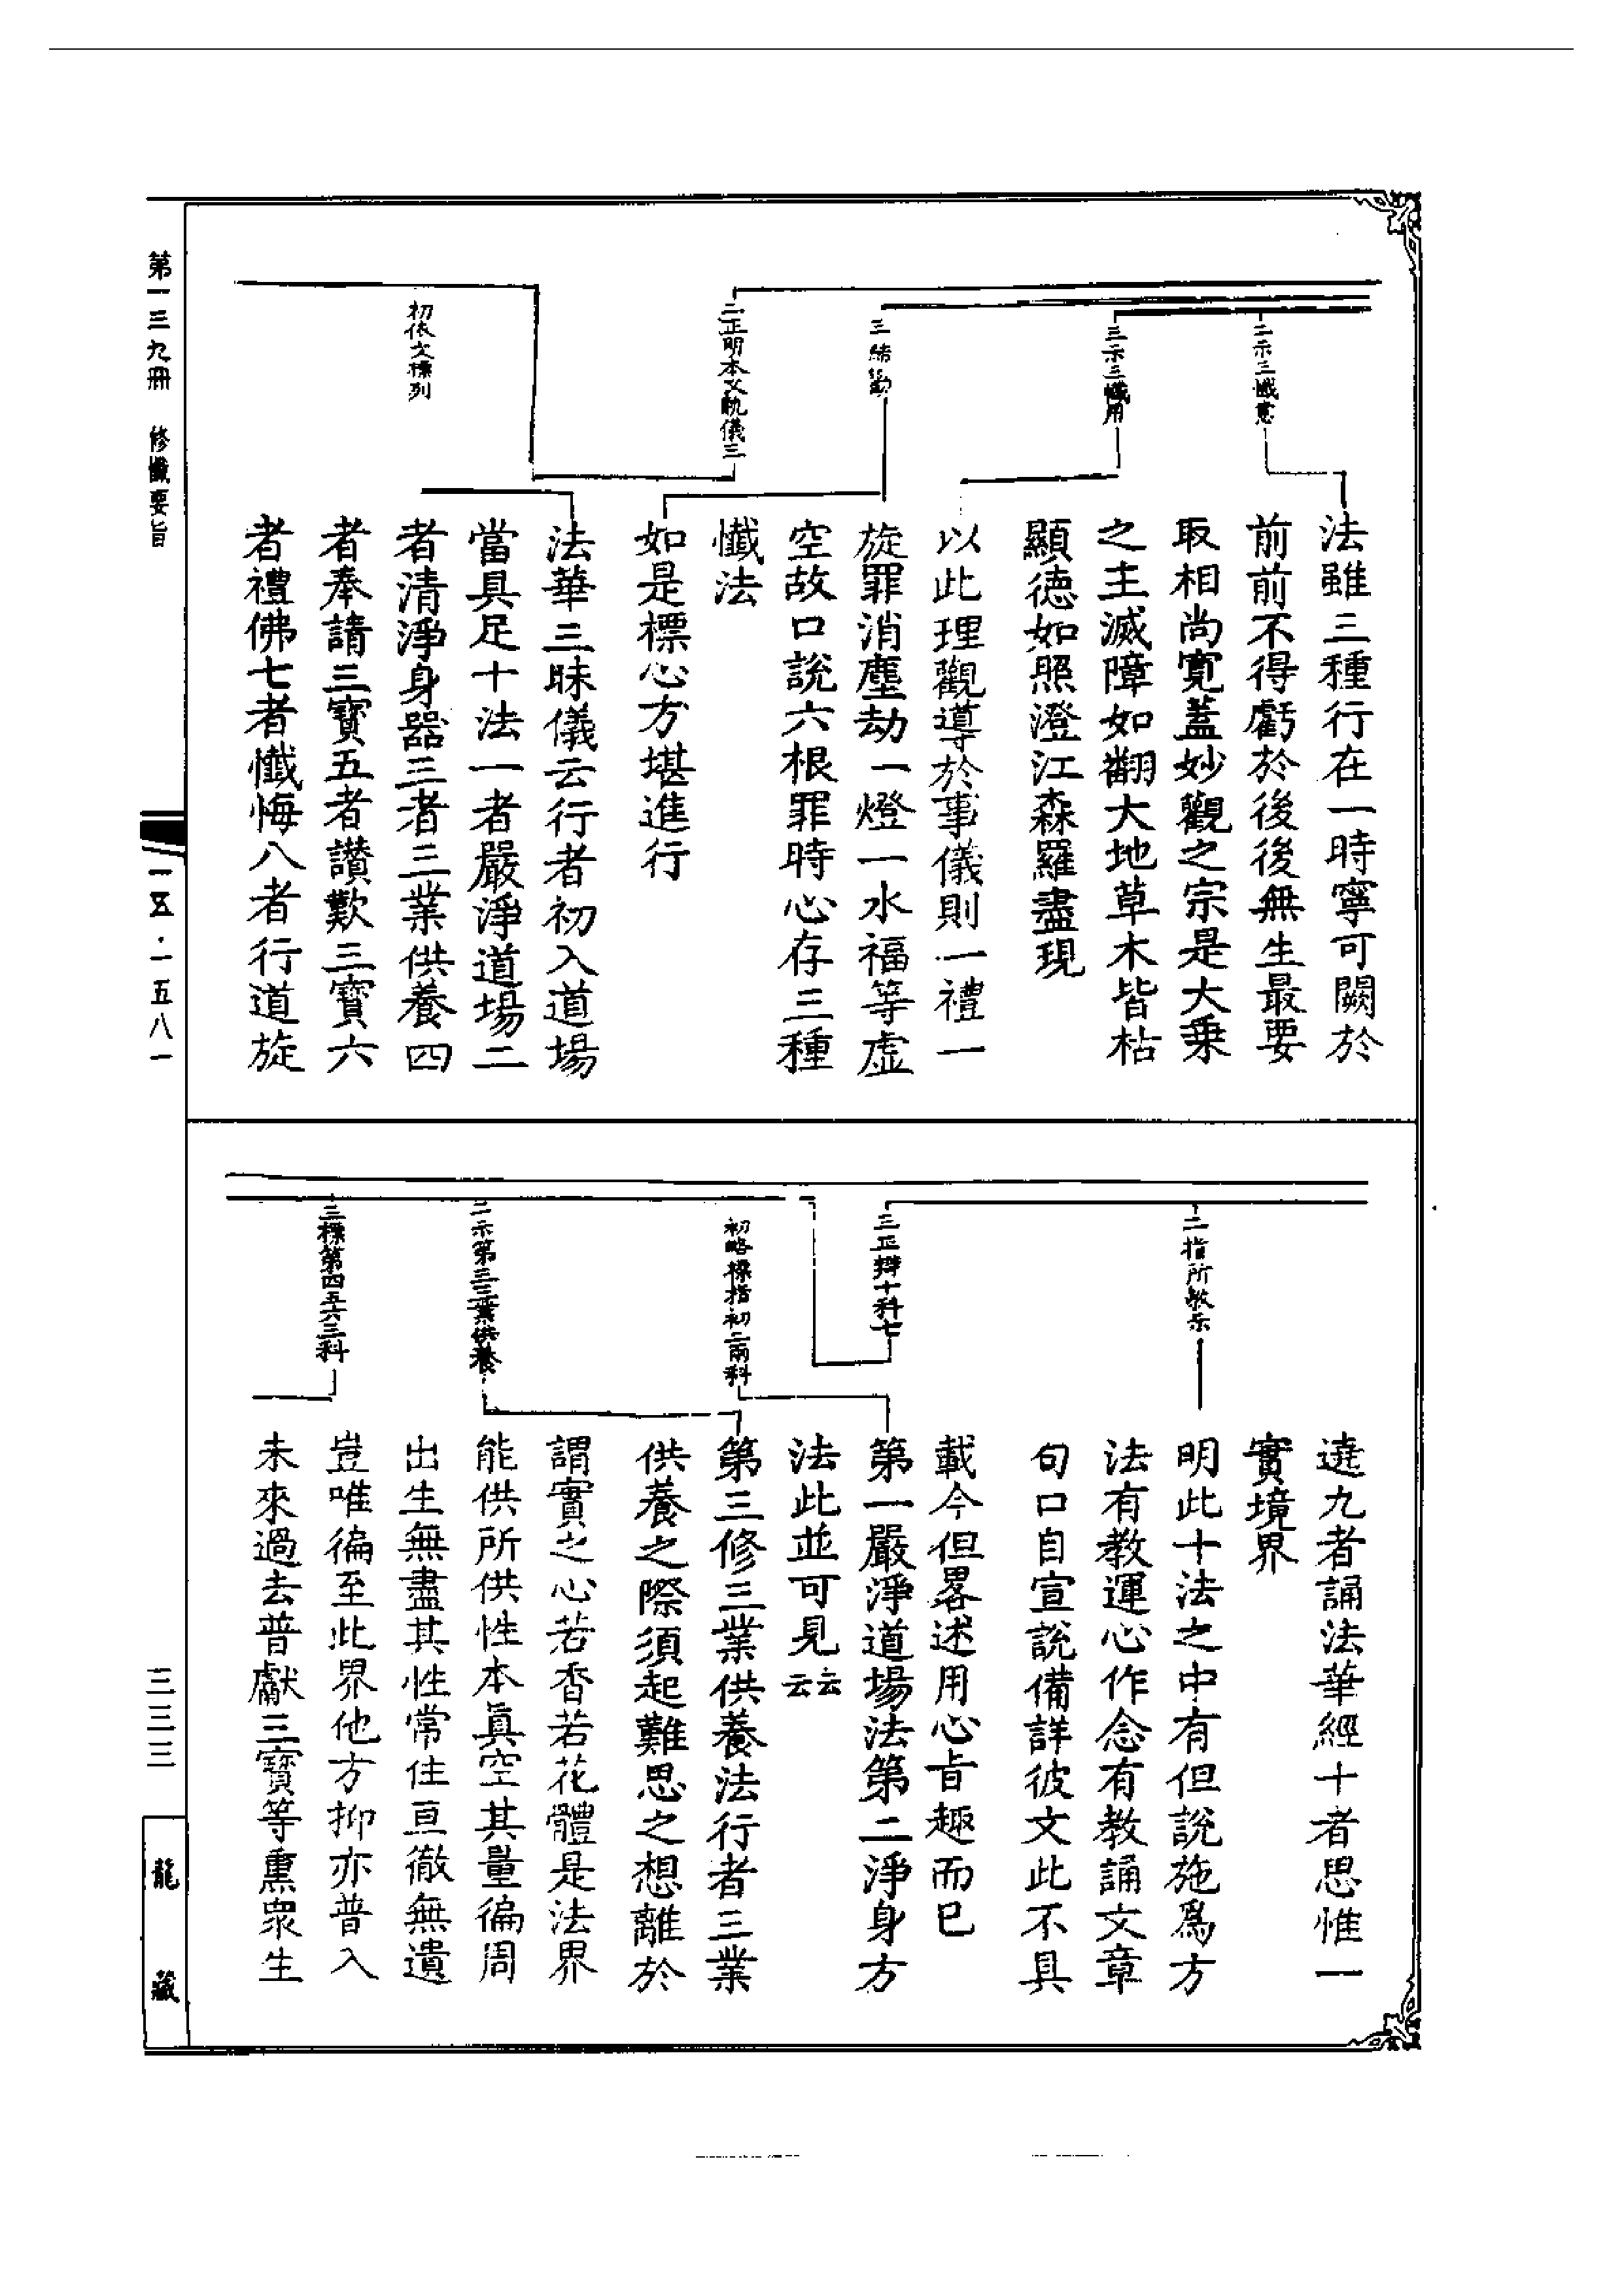 二示三懺意
法雖三種行在一時寧可闕於
前前不得虧於後後無生最要
取相尚寬蓋妙觀之宗是大乗
之主滅障如翻大地草木皆枯
顯德如照澄江森羅盡現
三示三懺用
以此理觀導於事儀則一禮一
旋罪消塵劫一燈一水福等虛
空故口說六根罪時心存三種
懺法
三結勸
如是標心方堪進行
二正明本文軌儀三
初依文標列
法華三昧儀云行者初入道場
當具足十法一者嚴淨道場二
者清淨身器三者三業供養四
者奉請三寶五者讃歎三寶六
者禮佛七者懺悔八者行道旋
遶九者誦法華經十者思惟一
實境界
二指所教示
明此十法之中有但說施爲方
法有教運心作念有教誦文章
句口自宣說備詳彼文此不具
載今但畧述用心旨趣而已
三正辯十科七
初略標指初二兩科
第一嚴淨道場法第二淨身方
法此並可見云云
二示第三三業供養
第三修三業供養法行者三業
供養之際須起難思之想離於
謂實之心若香若花體是法界
能供所供性本眞空其量徧周
出生無盡其性常住亘徹無遺
豈唯徧至此界他方抑亦普入
未來過去普獻三寶等熏衆生
三標第四五六三科
第一三九冊 修懺要旨
一五・一五八一
三三三
龍藏